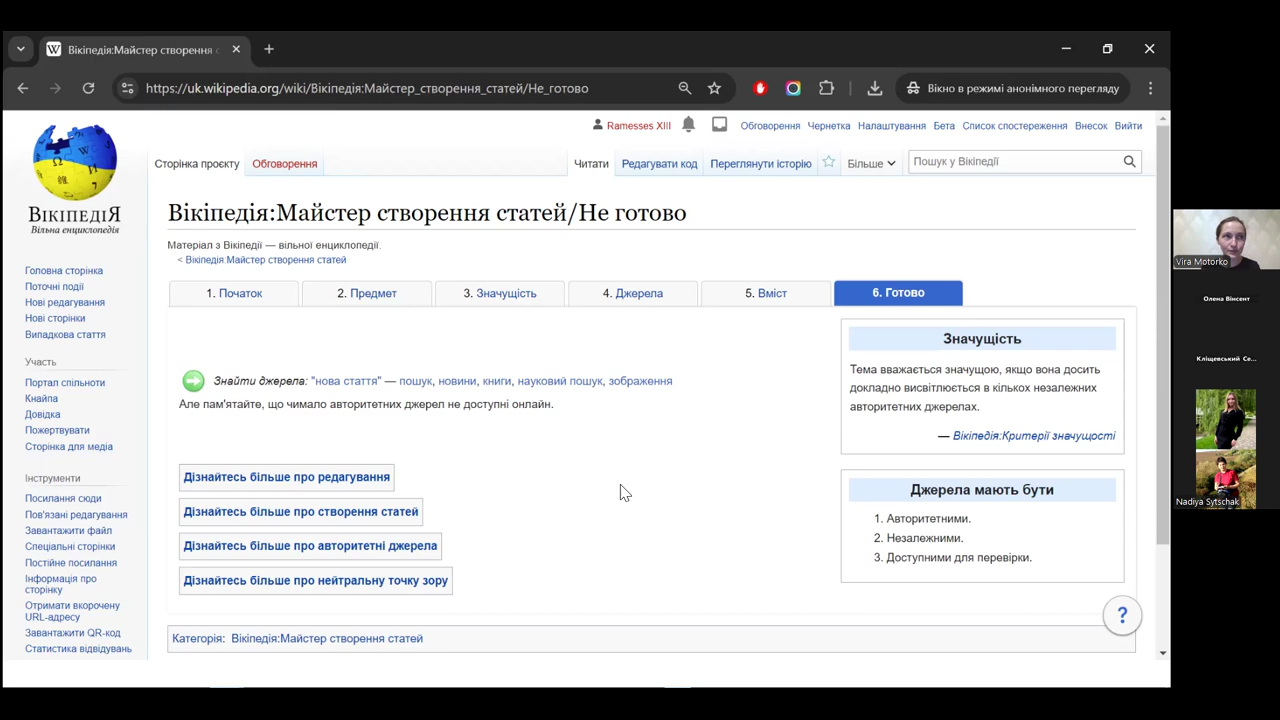 Вікіпедія:Майстер створення с
https://uk.wikipedia.org/wiki/Вікіпедія:Майстер_створення_статей/Не_готово
Вікно в режимі анонімного перегляду
Ramesses XIII Обговорення Чернетка Налаштування Бета Список спостереження Внесок Вийти
Сторінка проєкту Обговорення Читати Редагувати код Переглянути історію Більше Пошук у Вікіпедії
ВІКІПЕДІЯ
Вільна енциклопедія
Вікіпедія:Майстер створення статей/Не готово
Матеріал з Вікіпедії — вільної енциклопедії.
< Вікіпедія:Майстер створення статей
1. Початок 2. Предмет 3. Значущість 4. Джерела 5. Вміст 6. Готово
Знайти джерела: "нова стаття" — пошук, новини, книги, науковий пошук, зображення
Але пам'ятайте, що чимало авторитетних джерел не доступні онлайн.
Дізнайтесь більше про редагування
Дізнайтесь більше про створення статей
Дізнайтесь більше про авторитетні джерела
Дізнайтесь більше про нейтральну точку зору
Значущість
Тема вважається значущою, якщо вона досить
докладно висвітлюється в кількох незалежних
авторитетних джерелах.
— Вікіпедія:Критерії значущості
Джерела мають бути
1. Авторитетними.
2. Незалежними.
3. Доступними для перевірки.
?
Категорія: Вікіпедія:Майстер створення статей
Головна сторінка
Поточні події
Нові редагування
Нові сторінки
Випадкова стаття
Участь
Портал спільноти
Кнайпа
Довідка
Пожертвувати
Сторінка для медіа
Інструменти
Посилання сюди
Пов'язані редагування
Завантажити файл
Спеціальні сторінки
Постійне посилання
Інформація про
сторінку
Отримати вкорочену
URL-адресу
Завантажити QR-код
Статистика відвідувань
Vira Motorko
Олена Вінсент
Кліщевський Се...
Nadiya Sytschak